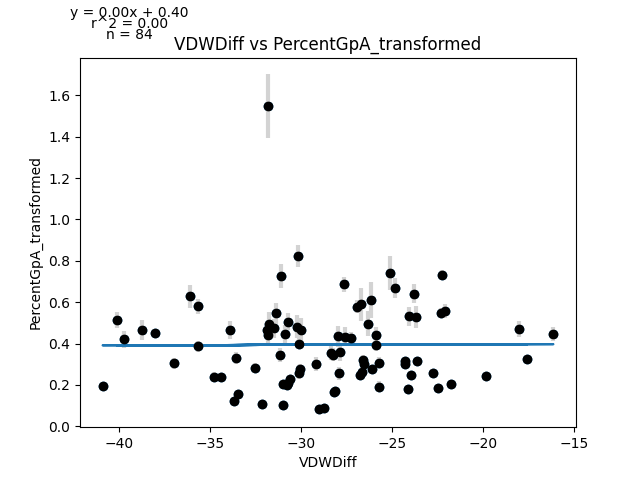 y = 0.00x + 0.40
r^2 = 0.00
n = 84
VDWDiff vs PercentGpA_transformed
1.6
1.4
1.2
1.0
0.8
0.6
0.4
0.2
0.0
PercentGpA_transformed
−40
−35
−30
−25
−20
−15
VDWDiff